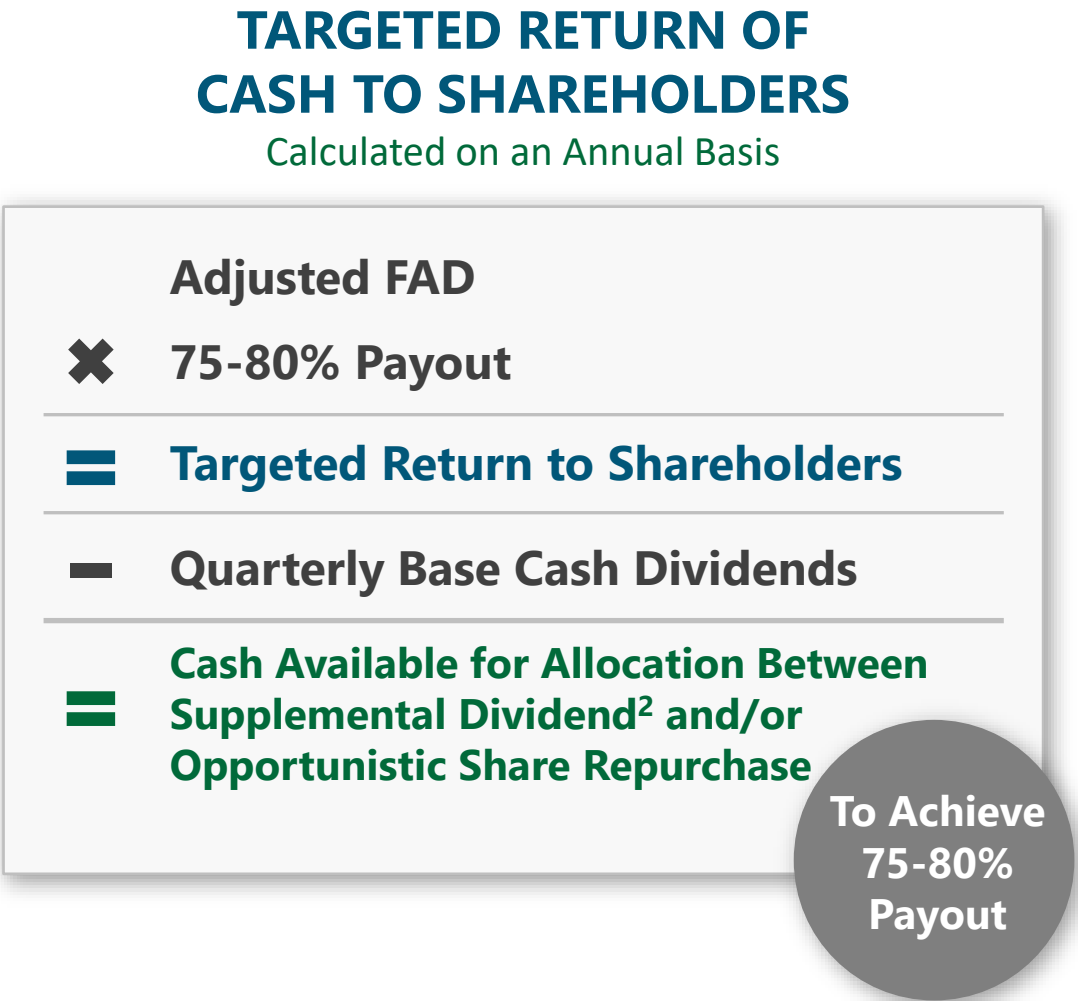 TARGETED RETURN OF
CASH TO SHAREHOLDERS
Calculated on an Annual Basis
Adjusted FAD
✖ 75-80% Payout
= Targeted Return to Shareholders
– Quarterly Base Cash Dividends
Cash Available for Allocation Between
= Supplemental Dividend² and/or
Opportunistic Share Repurchase
To Achieve
75-80%
Payout